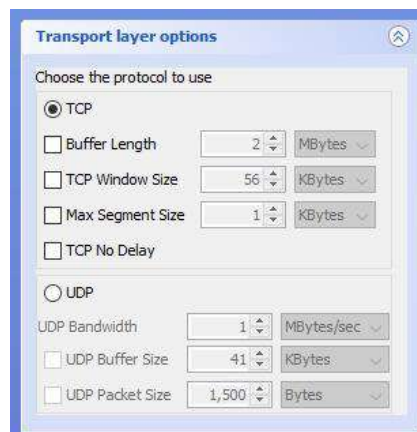 Transport layer options
Choose the protocol to use
TCP
Buffer Length 2 MBytes
TCP Window Size 56 KBytes
Max Segment Size 1 KBytes
TCP No Delay
UDP
UDP Bandwidth 1 MBytes/sec
UDP Buffer Size 41 KBytes
UDP Packet Size 1,500 Bytes